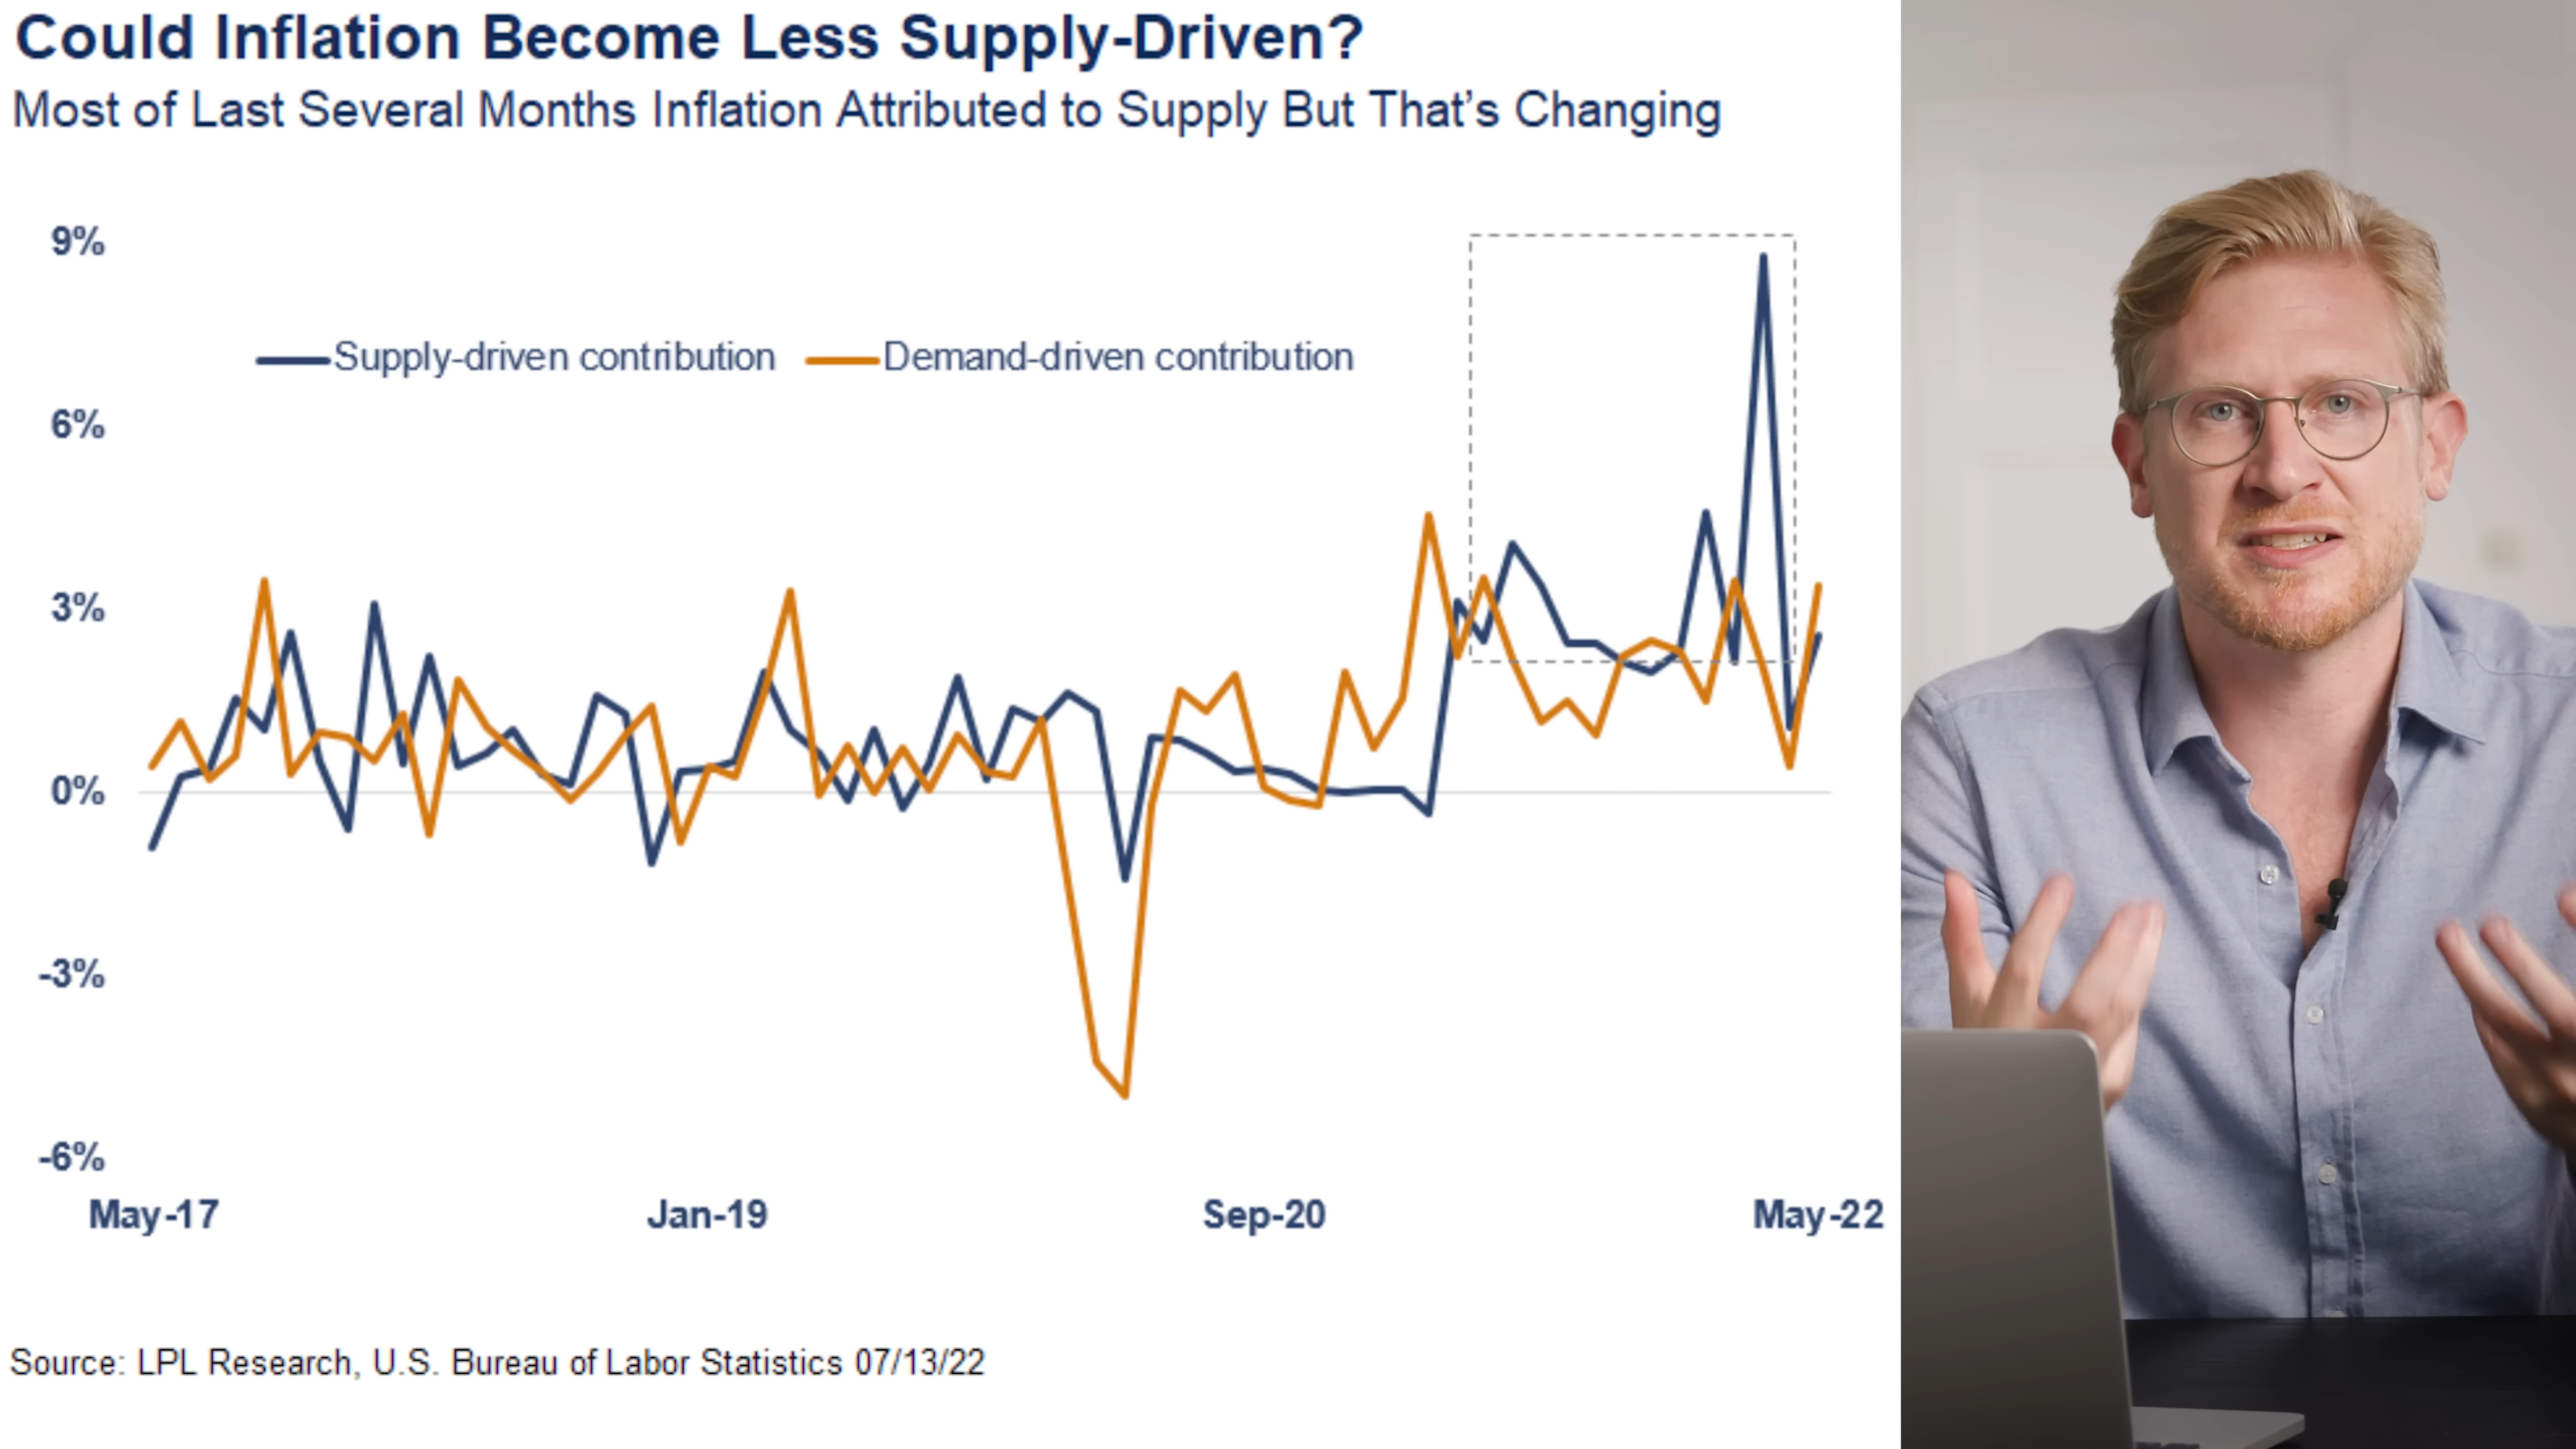 Could Inflation Become Less Supply-Driven?
Most of Last Several Months Inflation Attributed to Supply But That's Changing
9%
Supply-driven contribution
Demand-driven contribution
6%
3%
0%
-3%
-6%
May-17
Jan-19
Sep-20
May-22
Source: LPL Research, U.S. Bureau of Labor Statistics 07/13/22